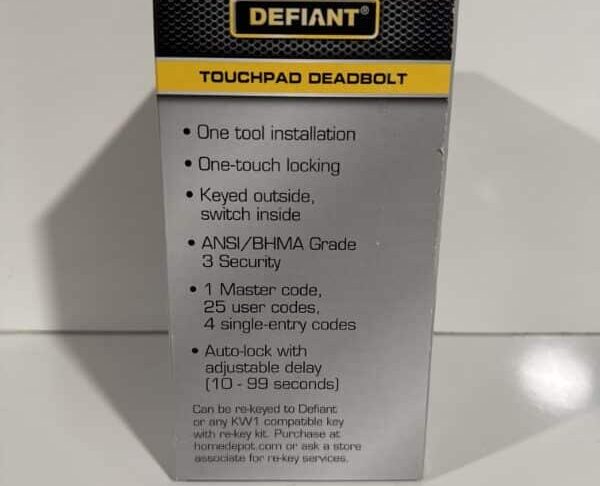 DEFIANT®
TOUCHPAD DEADBOLT
• One tool installation
• One-touch locking
• Keyed outside,
switch inside
• ANSI/BHMA Grade
3 Security
• 1 Master code,
25 user codes,
4 single-entry codes
• Auto-lock with
adjustable delay
(10 - 99 seconds)
Can be re-keyed to Defiant
or any KW1 compatible key
with re-key kit. Purchase at
homedepot.com or ask a store
associate for re-key services.